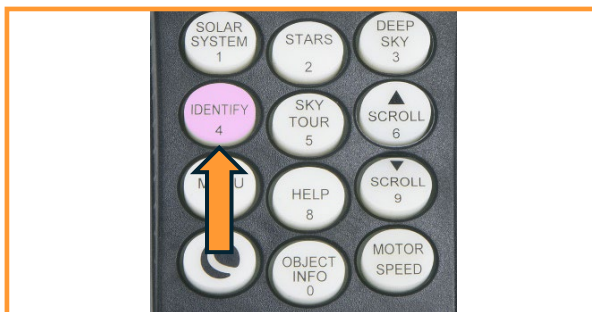 SOLAR
SYSTEM
1
STARS
2
DEEP
SKY
3
IDENTIFY
4
SKY
TOUR
5
SCROLL
6
HELP
8
SCROLL
9
OBJECT
INFO
0
MOTOR
SPEED